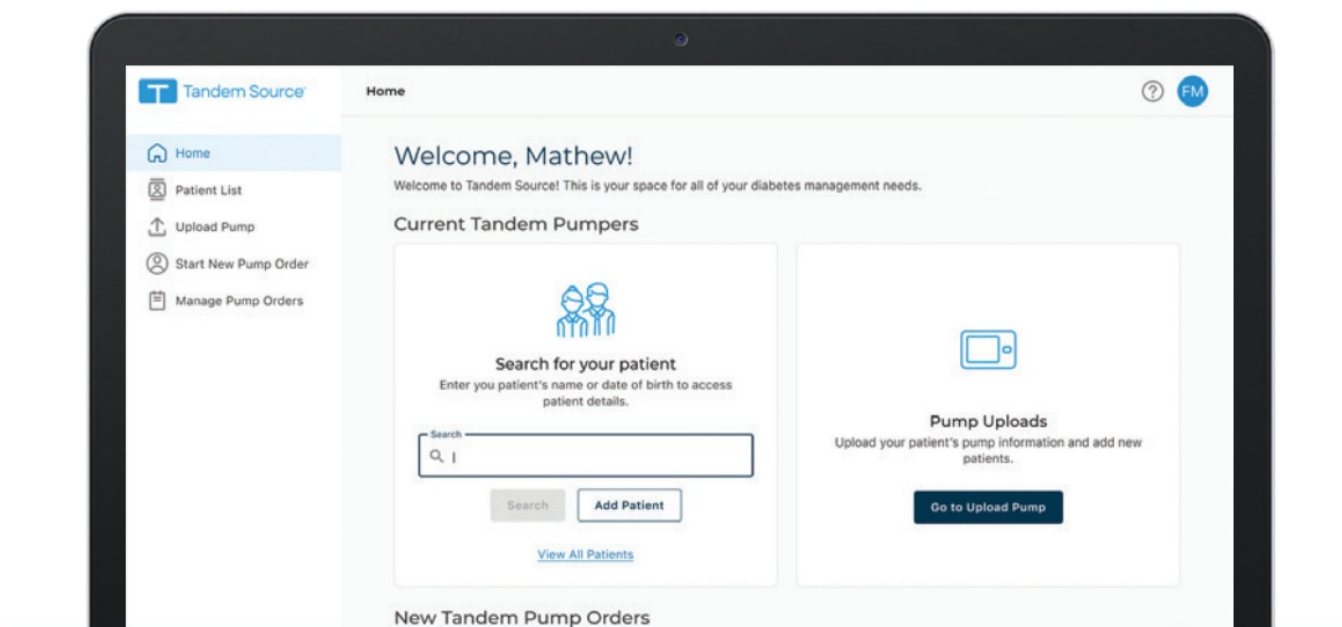 Tandem Source
Home
FM
Home
Patient List
Upload Pump
Start New Pump Order
Manage Pump Orders
Welcome, Mathew!
Welcome to Tandem Source! This is your space for all of your diabetes management needs.
Current Tandem Pumpers
Search for your patient
Enter you patient's name or date of birth to access
patient details.
Search
Search
Add Patient
View All Patients
Pump Uploads
Upload your patient's pump information and add new
patients.
Go to Upload Pump
New Tandem Pump Orders